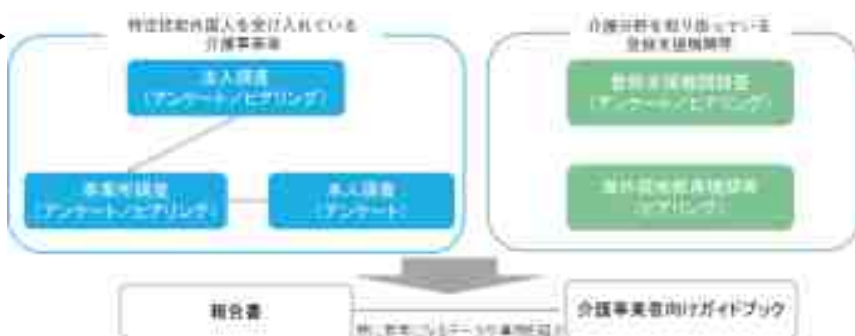 特定技能外国人を受け入れている
介護事業者
介護分野を取り扱っている
登録支援機関等
法人調査
(アンケート/ヒアリング)
登録支援機関調査
(アンケート/ヒアリング)
事業所調査
(アンケート/ヒアリング)
本人調査
(アンケート)
海外現地教育機関等
(ヒアリング)
報告書
介護事業者向けガイドブック